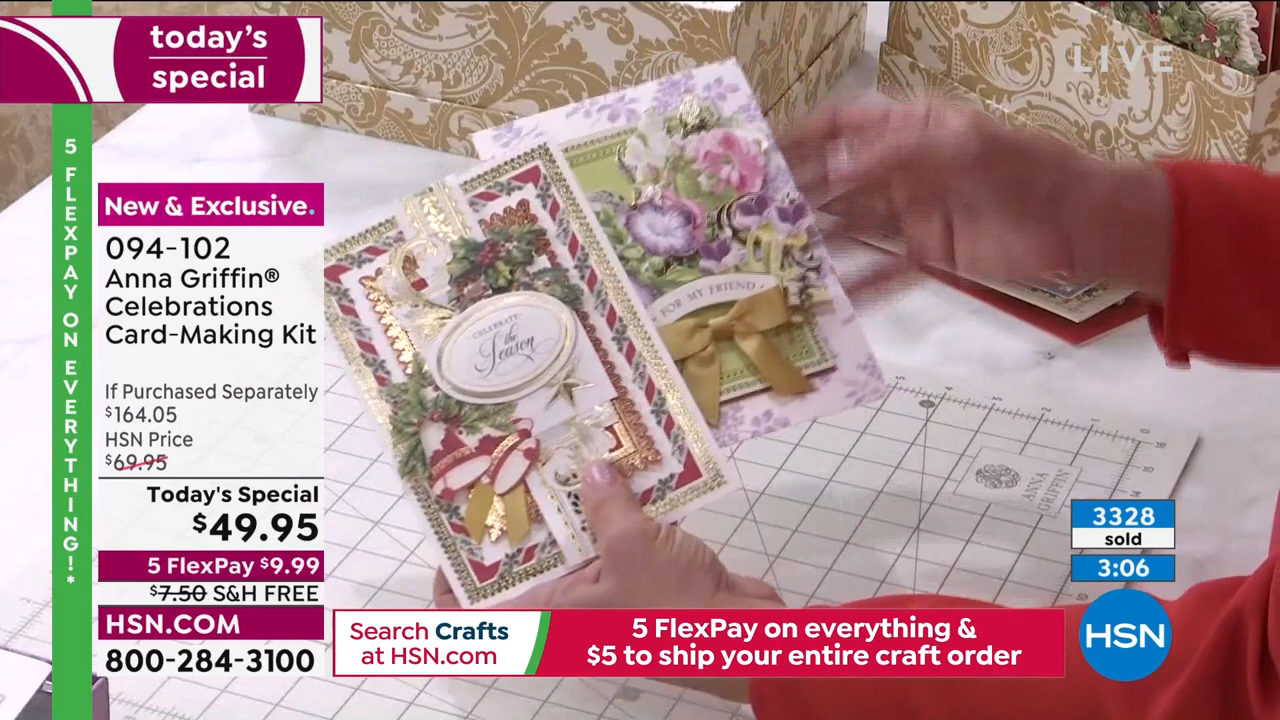 today's
special
LIVE
5 FLEXPAY ON EVERYTHING!*
New & Exclusive.
094-102
Anna Griffin®
Celebrations
Card-Making Kit
If Purchased Separately
$164.05
HSN Price
$69.95
Today's Special
$49.95
5 FlexPay $9.99
$7.50 S&H FREE
HSN.COM
800-284-3100
CELEBRATE
the
Season
FOR MY FRIEND
ANNA
GRIFFIN
3328
sold
3:06
HSN
Search Crafts
at HSN.com
5 FlexPay on everything &
$5 to ship your entire craft order